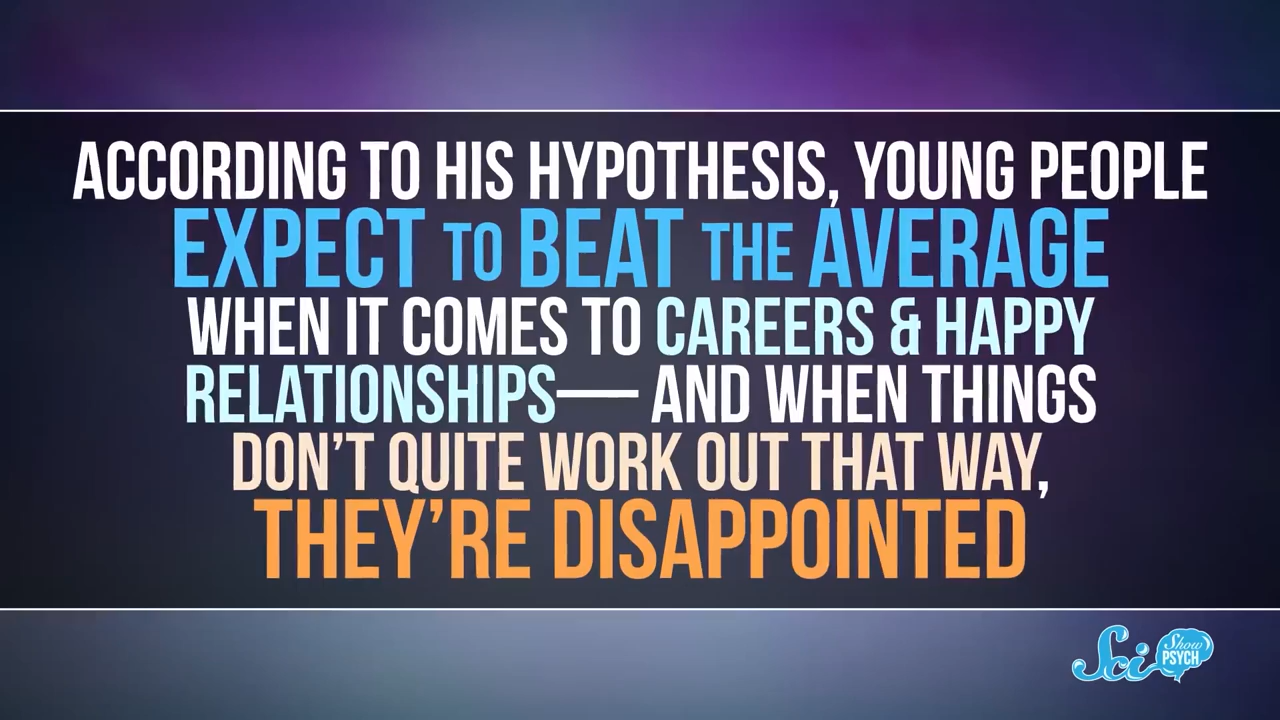 ACCORDING TO HIS HYPOTHESIS, YOUNG PEOPLE
EXPECT TO BEAT THE AVERAGE
WHEN IT COMES TO CAREERS & HAPPY
RELATIONSHIPS— AND WHEN THINGS
DON'T QUITE WORK OUT THAT WAY,
THEY'RE DISAPPOINTED
Sci Show
PSYCH